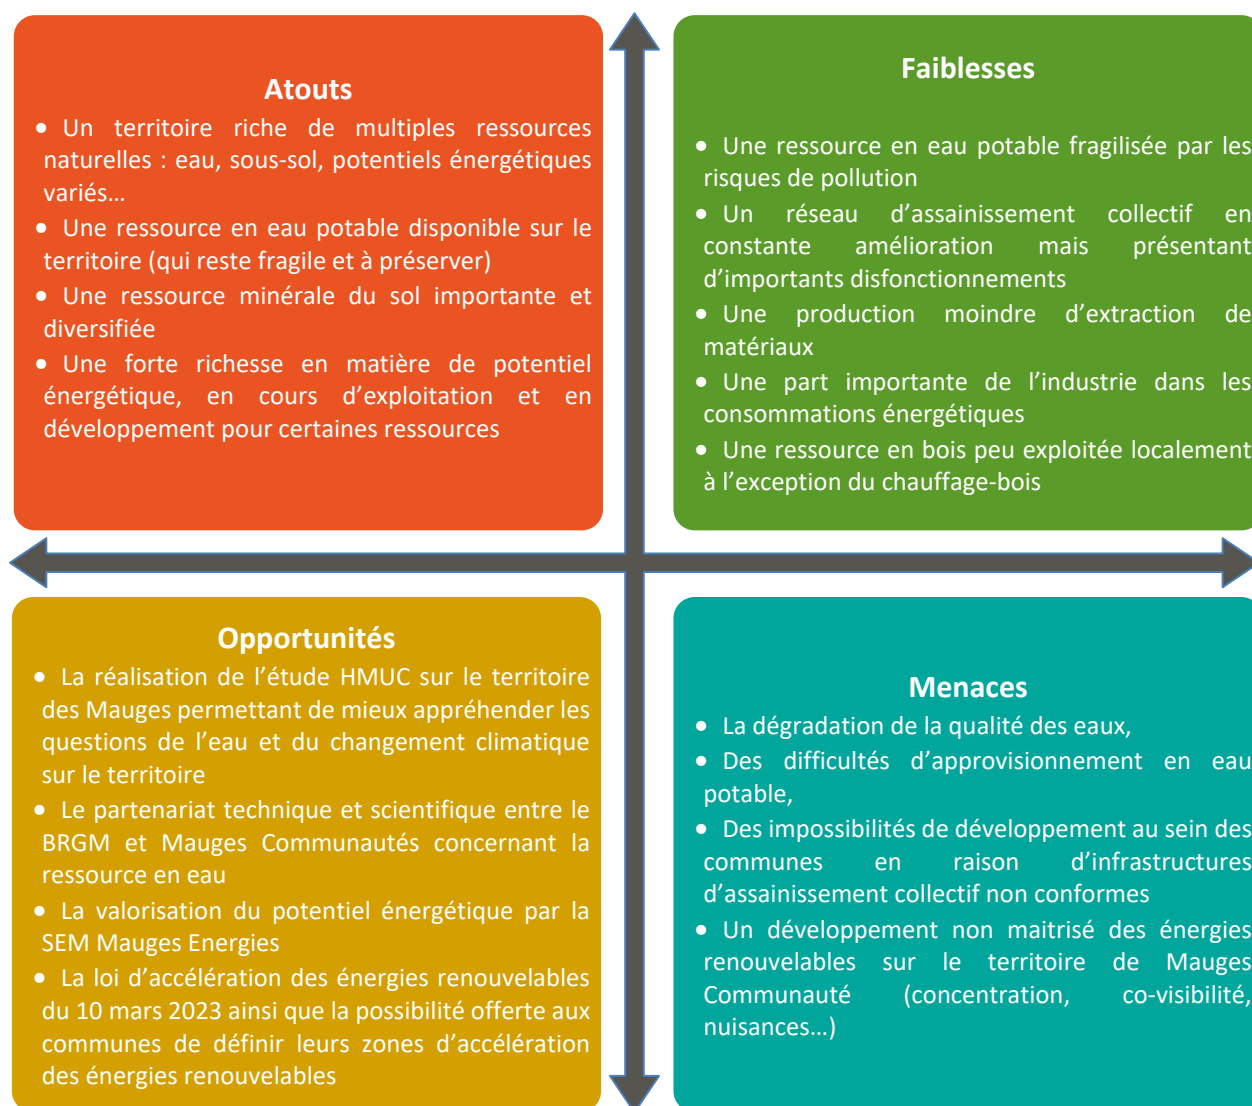 Atouts
• Un territoire riche de multiples ressources
naturelles : eau, sous-sol, potentiels énergétiques
variés…
• Une ressource en eau potable disponible sur le
territoire (qui reste fragile et à préserver)
• Une ressource minérale du sol importante et
diversifiée
• Une forte richesse en matière de potentiel
énergétique, en cours d’exploitation et en
développement pour certaines ressources
Faiblesses
• Une ressource en eau potable fragilisée par les
risques de pollution
• Un réseau d’assainissement collectif en
constante amélioration mais présentant
d’importants disfonctionnements
• Une production moindre d’extraction de
matériaux
• Une part importante de l’industrie dans les
consommations énergétiques
• Une ressource en bois peu exploitée localement
à l’exception du chauffage-bois
Opportunités
• La réalisation de l’étude HMUC sur le territoire
des Mauges permettant de mieux appréhender les
questions de l’eau et du changement climatique
sur le territoire
• Le partenariat technique et scientifique entre le
BRGM et Mauges Communautés concernant la
ressource en eau
• La valorisation du potentiel énergétique par la
SEM Mauges Energies
• La loi d’accélération des énergies renouvelables
du 10 mars 2023 ainsi que la possibilité offerte aux
communes de définir leurs zones d’accélération
des énergies renouvelables
Menaces
• La dégradation de la qualité des eaux,
• Des difficultés d’approvisionnement en eau
potable,
• Des impossibilités de développement au sein des
communes en raison d’infrastructures
d’assainissement collectif non conformes
• Un développement non maitrisé des énergies
renouvelables sur le territoire de Mauges
Communauté (concentration, co-visibilité,
nuisances…)